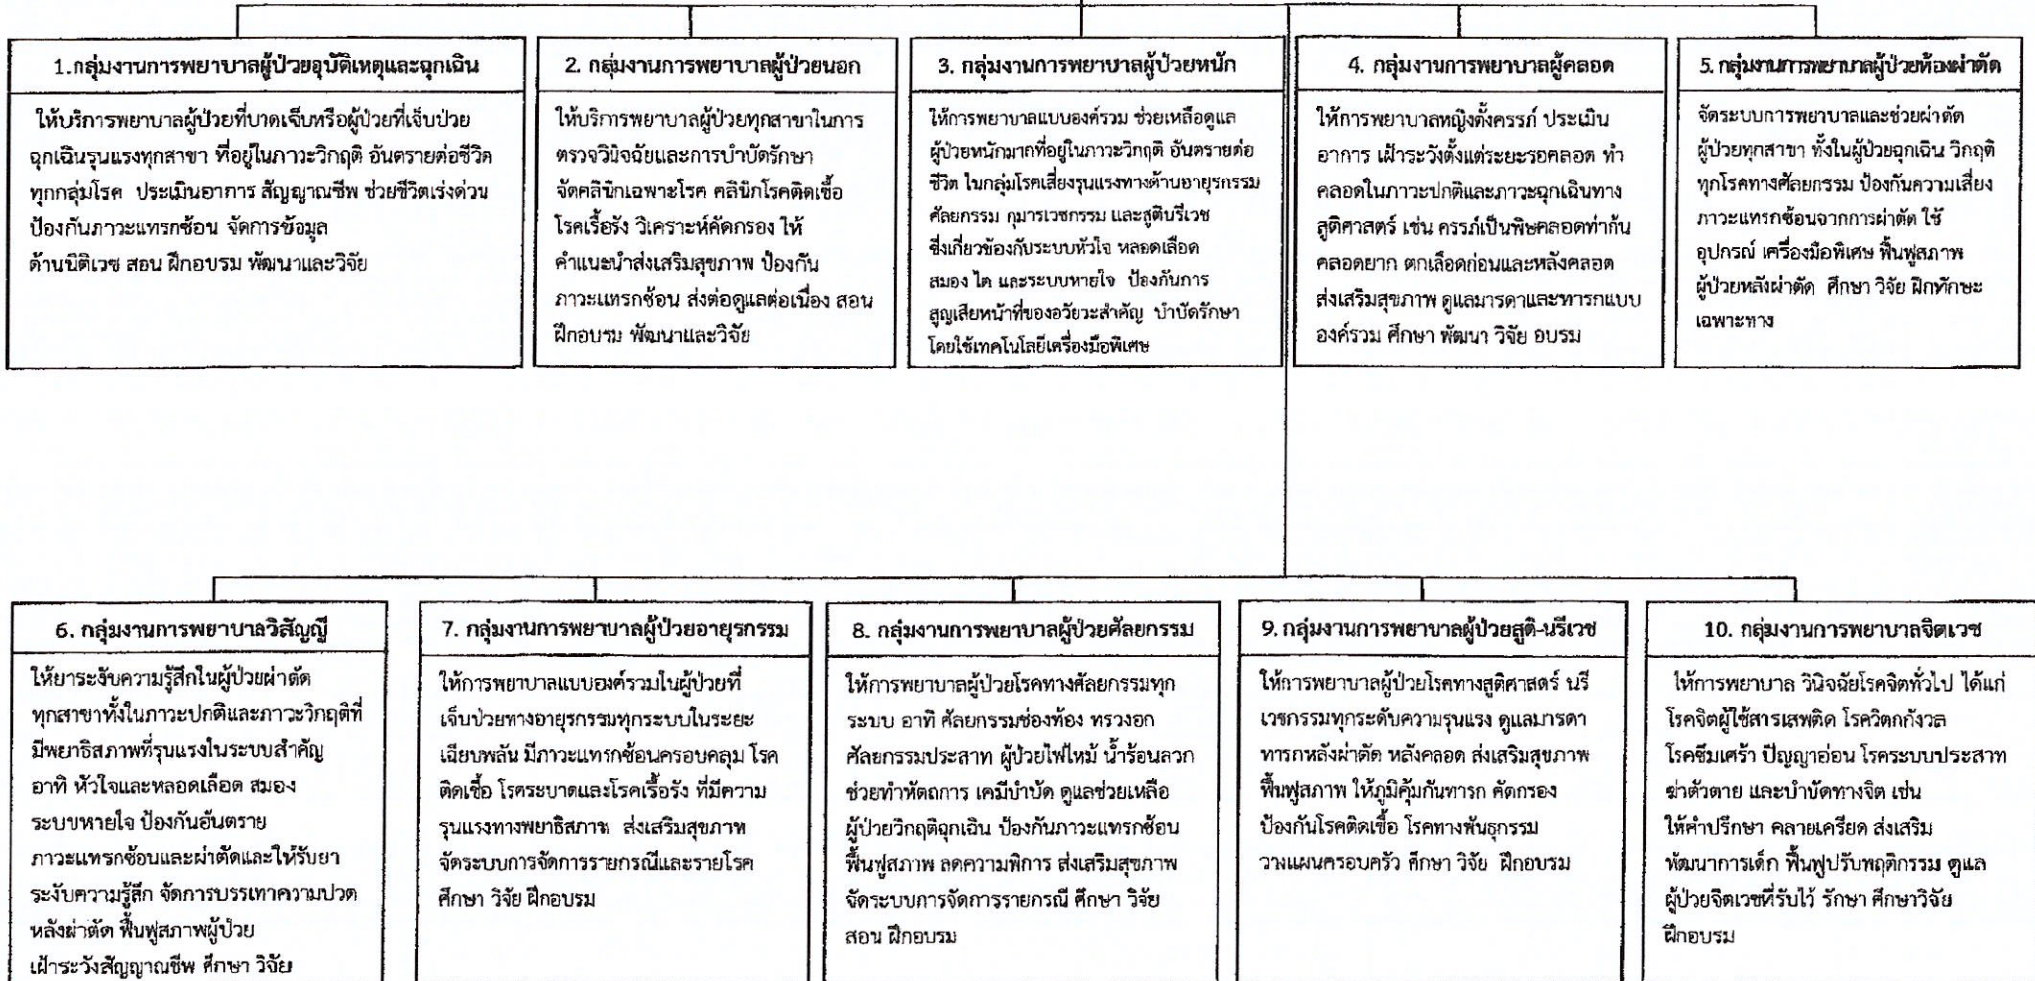 1.กลุ่มงานการพยาบาลผู้ป่วยอุบัติเหตุและฉุกเฉิน
ให้บริการพยาบาลผู้ป่วยที่บาดเจ็บหรือผู้ป่วยที่เจ็บป่วย
ฉุกเฉินรุนแรงทุกสาขา ที่อยู่ในภาวะวิกฤติ อันตรายต่อชีวิต
ทุกกลุ่มโรค ประเมินอาการ สัญญาณชีพ ช่วยชีวิตเร่งด่วน
ป้องกันภาวะแทรกซ้อน จัดการข้อมูล
ด้านนิติเวช สอน ฝึกอบรม พัฒนาและวิจัย
2. กลุ่มงานการพยาบาลผู้ป่วยนอก
ให้บริการพยาบาลผู้ป่วยทุกสาขาในการ
ตรวจวินิจฉัยและการบำบัดรักษา
จัดคลินิกเฉพาะโรค คลินิกโรคติดเชื้อ
โรคเรื้อรัง วิเคราะห์คัดกรอง ให้
คำแนะนำส่งเสริมสุขภาพ ป้องกัน
ภาวะแทรกซ้อน ส่งต่อดูแลต่อเนื่อง สอน
ฝึกอบรม พัฒนาและวิจัย
3. กลุ่มงานการพยาบาลผู้ป่วยหนัก
ให้การพยาบาลแบบองค์รวม ช่วยเหลือดูแล
ผู้ป่วยหนักมากที่อยู่ในภาวะวิกฤติ อันตรายต่อ
ชีวิต ในกลุ่มโรคเสี่ยงรุนแรงทางด้านอายุรกรรม
ศัลยกรรม กุมารเวชกรรม และสูตินรีเวช
ซึ่งเกี่ยวข้องกับระบบหัวใจ หลอดเลือด
สมอง ไต และระบบหายใจ ป้องกันการ
สูญเสียหน้าที่ของอวัยวะสำคัญ บำบัดรักษา
โดยใช้เทคโนโลยีเครื่องมือพิเศษ
4. กลุ่มงานการพยาบาลผู้คลอด
ให้การพยาบาลหญิงตั้งครรภ์ ประเมิน
อาการ เฝ้าระวังตั้งแต่ระยะรอคลอด ทำ
คลอดในภาวะปกติและภาวะฉุกเฉินทาง
สูติศาสตร์ เช่น ครรภ์เป็นพิษคลอดท่าก้น
คลอดยาก ตกเลือดก่อนและหลังคลอด
ส่งเสริมสุขภาพ ดูแลมารดาและทารกแบบ
องค์รวม ศึกษา พัฒนา วิจัย อบรม
5. กลุ่มงานการพยาบาลผู้ป่วยห้องผ่าตัด
จัดระบบการพยาบาลและช่วยผ่าตัด
ผู้ป่วยทุกสาขา ทั้งในผู้ป่วยฉุกเฉิน วิกฤติ
ทุกโรคทางศัลยกรรม ป้องกันความเสี่ยง
ภาวะแทรกซ้อนจากการผ่าตัด ใช้
อุปกรณ์ เครื่องมือพิเศษ ฟื้นฟูสภาพ
ผู้ป่วยหลังผ่าตัด ศึกษา วิจัย ฝึกทักษะ
เฉพาะทาง
6. กลุ่มงานการพยาบาลวิสัญญี
ให้ยาระงับความรู้สึกในผู้ป่วยผ่าตัด
ทุกสาขาทั้งในภาวะปกติและภาวะวิกฤติที่
มีพยาธิสภาพที่รุนแรงในระบบสำคัญ
อาทิ หัวใจและหลอดเลือด สมอง
ระบบหายใจ ป้องกันอันตราย
ภาวะแทรกซ้อนและผ่าตัดและให้รับยา
ระงับความรู้สึก จัดการบรรเทาความปวด
หลังผ่าตัด ฟื้นฟูสภาพผู้ป่วย
เฝ้าระวังสัญญาณชีพ ศึกษา วิจัย
7. กลุ่มงานการพยาบาลผู้ป่วยอายุรกรรม
ให้การพยาบาลแบบองค์รวมในผู้ป่วยที่
เจ็บป่วยทางอายุรกรรมทุกระบบในระยะ
เฉียบพลัน มีภาวะแทรกซ้อนครอบคลุม โรค
ติดเชื้อ โรคระบาดและโรคเรื้อรัง ที่มีความ
รุนแรงทางพยาธิสภาพ ส่งเสริมสุขภาพ
จัดระบบการจัดการรายกรณีและรายโรค
ศึกษา วิจัย ฝึกอบรม
8. กลุ่มงานการพยาบาลผู้ป่วยศัลยกรรม
ให้การพยาบาลผู้ป่วยโรคทางศัลยกรรมทุก
ระบบ อาทิ ศัลยกรรมช่องท้อง ทรวงอก
ศัลยกรรมประสาท ผู้ป่วยไฟไหม้ น้ำร้อนลวก
ช่วยทำหัตถการ เคมีบำบัด ดูแลช่วยเหลือ
ผู้ป่วยวิกฤติฉุกเฉิน ป้องกันภาวะแทรกซ้อน
ฟื้นฟูสภาพ ลดความพิการ ส่งเสริมสุขภาพ
จัดระบบการจัดการรายกรณี ศึกษา วิจัย
สอน ฝึกอบรม
9. กลุ่มงานการพยาบาลผู้ป่วยสูติ-นรีเวช
ให้การพยาบาลผู้ป่วยโรคทางสูติศาสตร์ นรี
เวชกรรมทุกระดับความรุนแรง ดูแลมารดา
ทารกหลังผ่าตัด หลังคลอด ส่งเสริมสุขภาพ
ฟื้นฟูสภาพ ให้ภูมิคุ้มกันทารก คัดกรอง
ป้องกันโรคติดเชื้อ โรคทางพันธุกรรม
วางแผนครอบครัว ศึกษา วิจัย ฝึกอบรม
10. กลุ่มงานการพยาบาลจิตเวช
ให้การพยาบาล วินิจฉัยโรคจิตทั่วไป ได้แก่
โรคจิตผู้ใช้สารเสพติด โรควิตกกังวล
โรคซึมเศร้า ปัญญาอ่อน โรคระบบประสาท
ฆ่าตัวตาย และบำบัดทางจิต เช่น
ให้คำปรึกษา คลายเครียด ส่งเสริม
พัฒนาการเด็ก ฟื้นฟูปรับพฤติกรรม ดูแล
ผู้ป่วยจิตเวชที่รับไว้ รักษา ศึกษาวิจัย
ฝึกอบรม